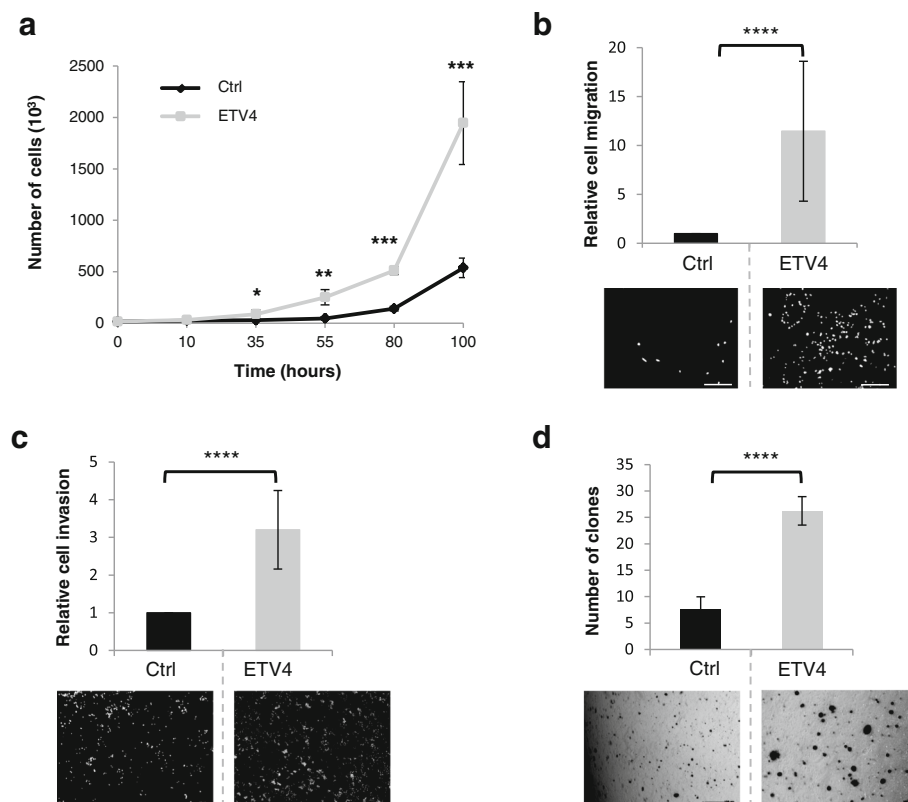 a
Number of cells (10³)
2500
2000
1500
1000
500
0
Ctrl
ETV4
*
**
***
***
0 10 35 55 80 100
Time (hours)
b
Relative cell migration
20
15
10
5
0
****
Ctrl ETV4
c
Relative cell invasion
5
4
3
2
1
0
****
Ctrl ETV4
d
Number of clones
35
30
25
20
15
10
5
0
****
Ctrl ETV4